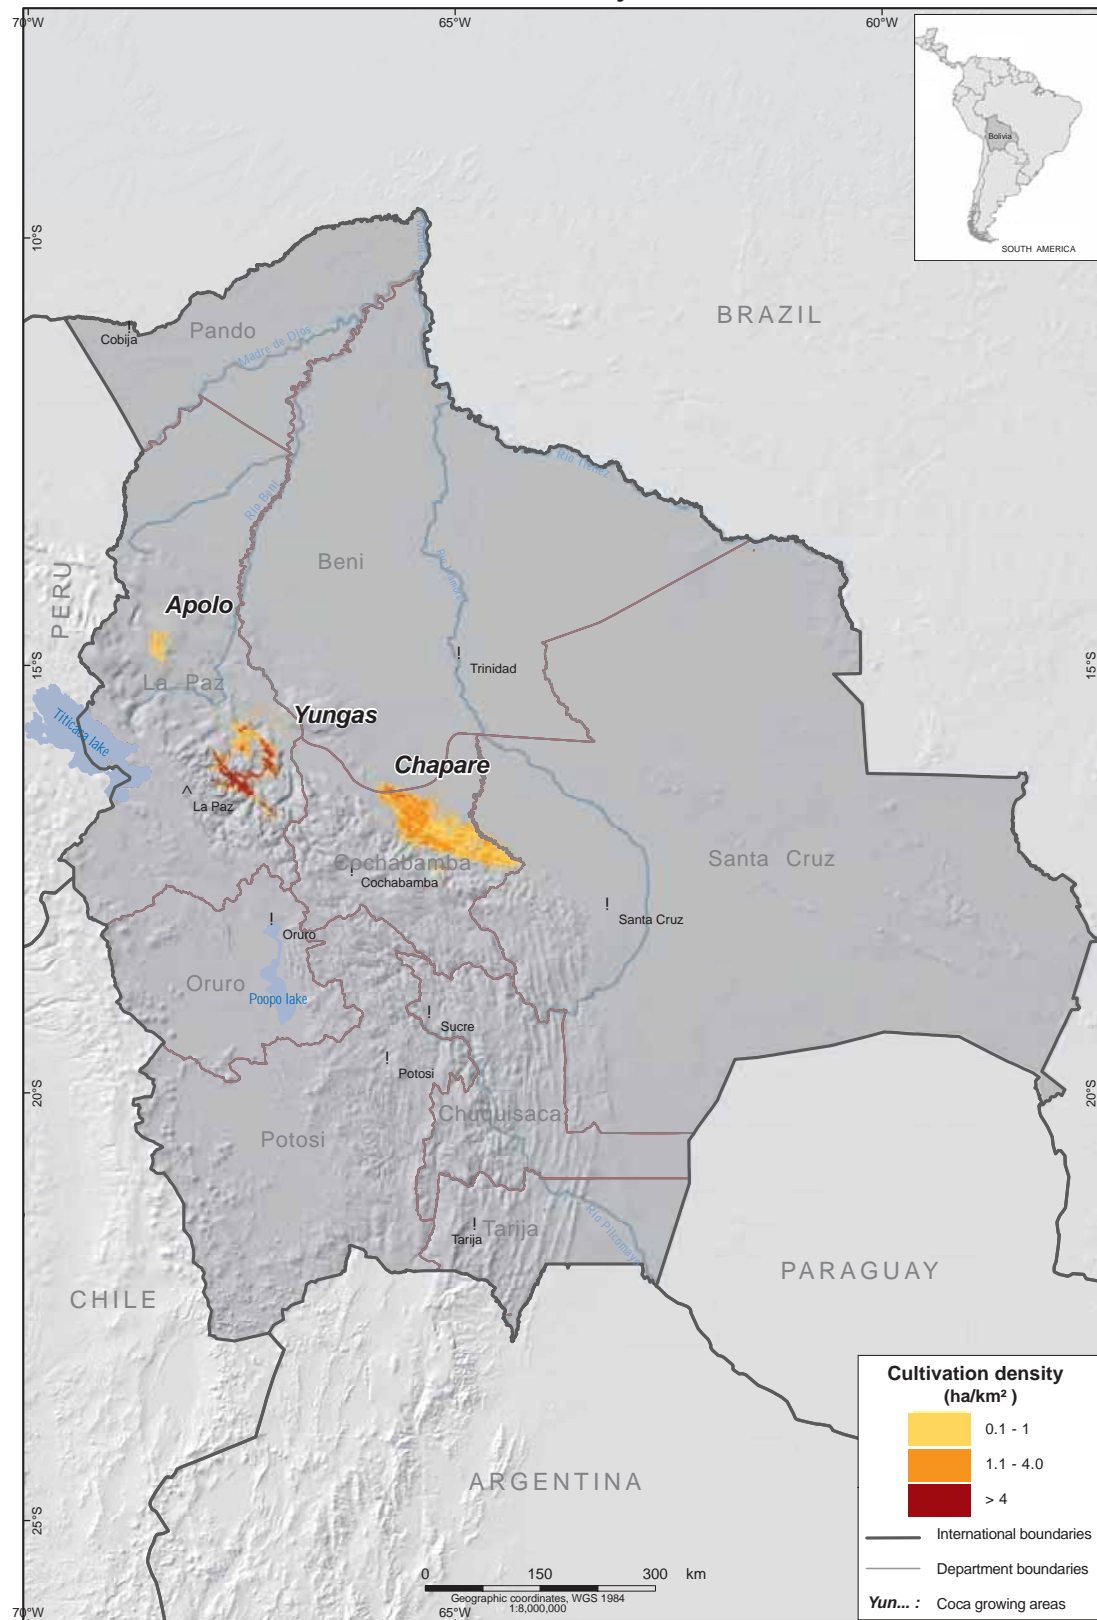 70°W
65°W
60°W
Bolivia
SOUTH AMERICA
10°S
10°S
Madeira
BRAZIL
Pando
Cobija
Madre de Dios
Río Beni
Beni
PERU
Apolo
15°S
15°S
Trinidad
La Paz
Titicaca lake
Yungas
Chapare
La Paz
Cochabamba
Cochabamba
Santa Cruz
Santa Cruz
Oruro
Oruro
Poopo lake
Sucre
Potosi
20°S
20°S
Chuquisaca
Potosi
Tarija
Tarija
Río Pilcomayo
PARAGUAY
CHILE
ARGENTINA
25°S
Cultivation density
(ha/km² )
0.1 - 1
1.1 - 4.0
> 4
International boundaries
Department boundaries
Yun... : Coca growing areas
0 150 300 km
Geographic coordinates, WGS 1984
1:8,000,000
70°W
65°W